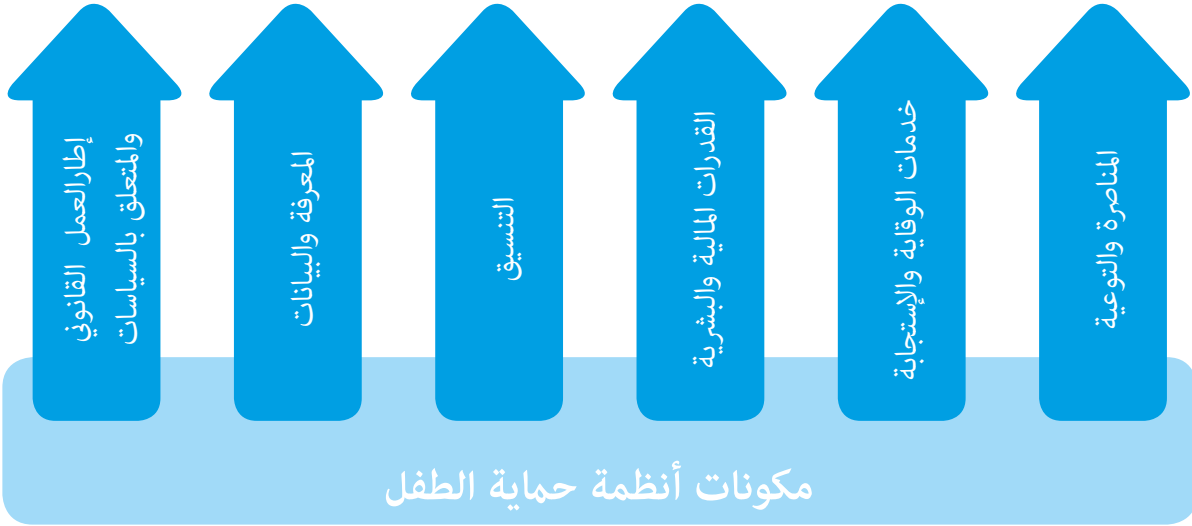 إطارالعمل القانوني
والمتعلق بالسياسات
المعرفة والبيانات
التنسيق
القدرات المالية والبشرية
خدمات الوقاية والإستجابة
المناصرة والتوعية
مكونات أنظمة حماية الطفل